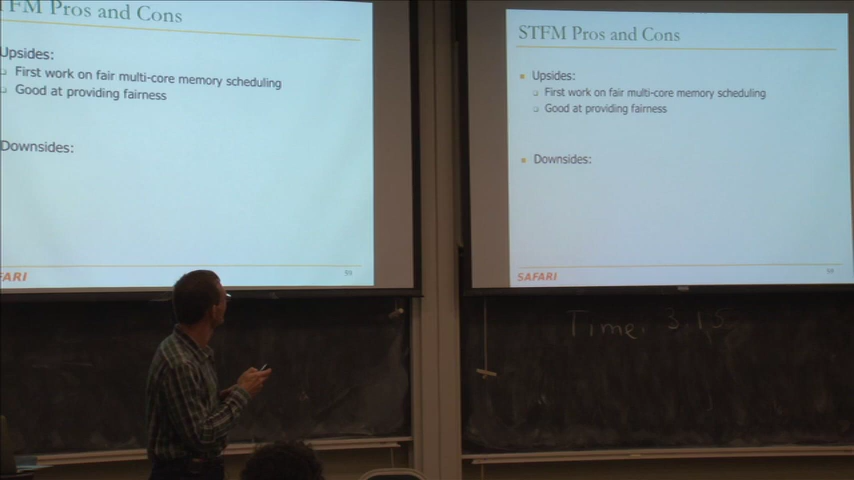 TFM Pros and Cons
Upsides:
First work on fair multi-core memory scheduling
Good at providing fairness
Downsides:
FARI
STFM Pros and Cons
Upsides:
First work on fair multi-core memory scheduling
Good at providing fairness
Downsides:
SAFARI
Time. 3.15